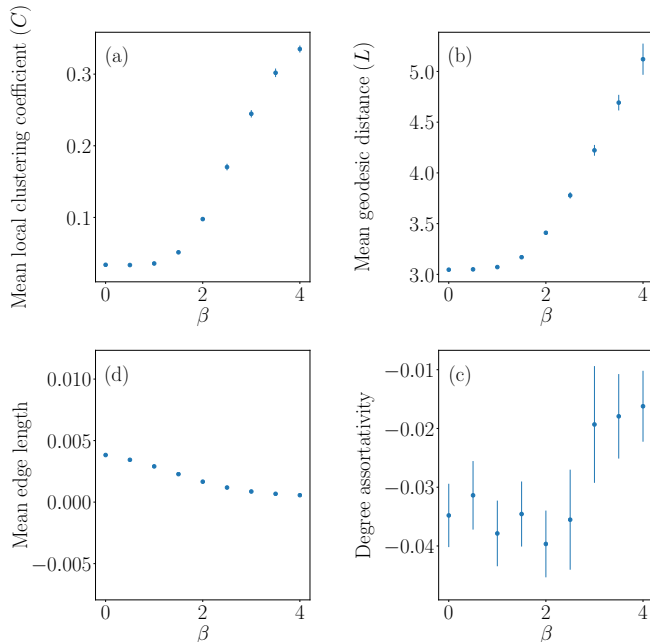 Mean local clustering coefficient (C)
(a)
0.3
0.2
0.1
0
2
4
β
Mean geodesic distance (L)
(b)
5.0
4.5
4.0
3.5
3.0
0
2
4
β
Mean edge length
(d)
0.010
0.005
0.000
−0.005
0
2
4
β
Degree assortativity
(c)
−0.01
−0.02
−0.03
−0.04
0
2
4
β